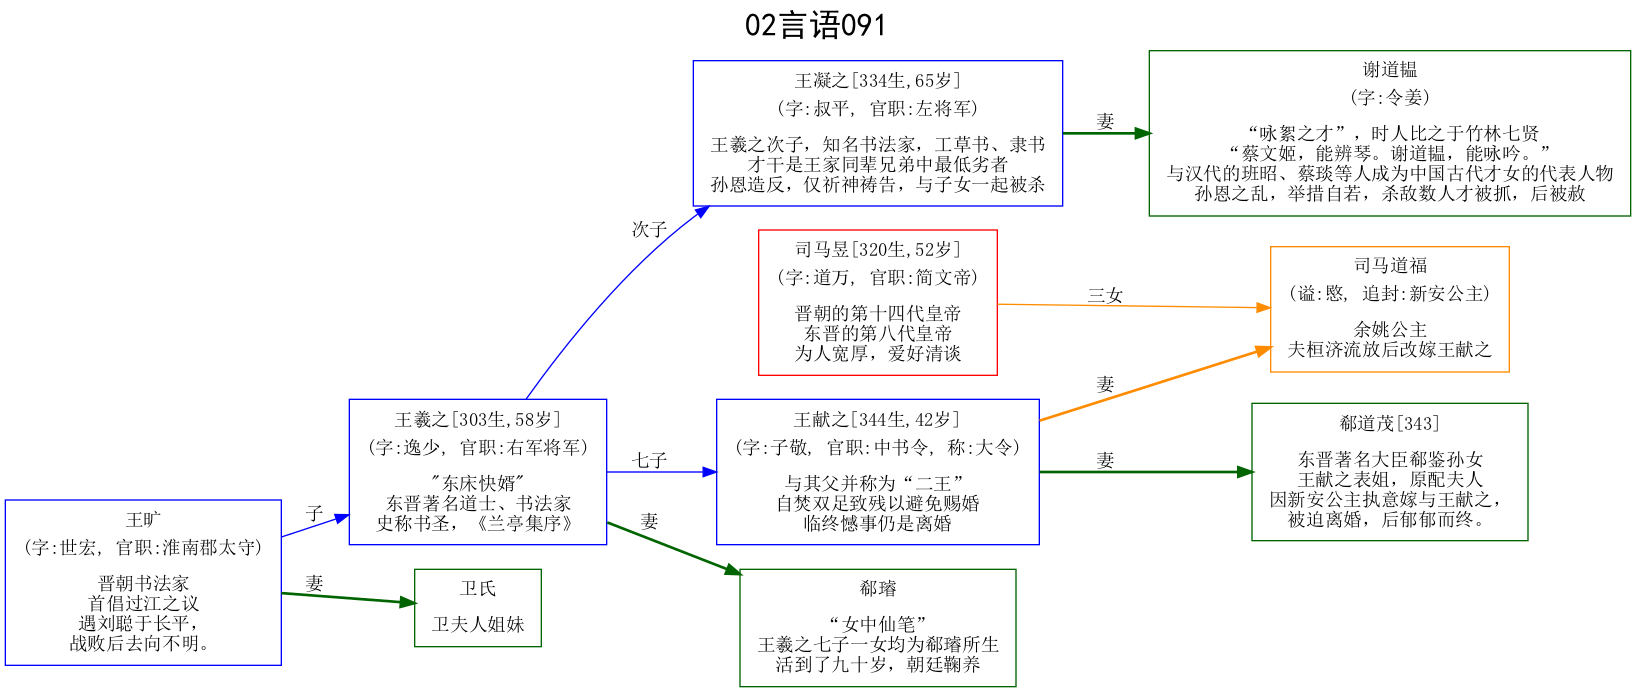 02言语091
王凝之[334生,65岁]
(字:叔平, 官职:左将军)
王羲之次子，知名书法家，工草书、隶书
才干是王家同辈兄弟中最低劣者
孙恩造反，仅祈神祷告，与子女一起被杀
妻
谢道韫
(字:令姜)
“咏絮之才”，时人比之于竹林七贤
“蔡文姬，能辨琴。谢道韫，能咏吟。”
与汉代的班昭、蔡琰等人成为中国古代才女的代表人物
孙恩之乱，举措自若，杀敌数人才被抓，后被赦
次子
司马昱[320生,52岁]
(字:道万, 官职:简文帝)
晋朝的第十四代皇帝
东晋的第八代皇帝
为人宽厚，爱好清谈
三女
司马道福
(谥:愍, 追封:新安公主)
余姚公主
夫桓济流放后改嫁王献之
妻
王羲之[303生,58岁]
(字:逸少, 官职:右军将军)
"东床快婿"
东晋著名道士、书法家
史称书圣，《兰亭集序》
七子
王献之[344生,42岁]
(字:子敬, 官职:中书令, 称:大令)
与其父并称为“二王”
自焚双足致残以避免赐婚
临终憾事仍是离婚
妻
郗道茂[343]
东晋著名大臣郗鉴孙女
王献之表姐，原配夫人
因新安公主执意嫁与王献之，
被迫离婚，后郁郁而终。
王旷
(字:世宏, 官职:淮南郡太守)
晋朝书法家
首倡过江之议
遇刘聪于长平，
战败后去向不明。
子
妻
卫氏
卫夫人姐妹
妻
郗璿
“女中仙笔”
王羲之七子一女均为郗璿所生
活到了九十岁，朝廷鞠养